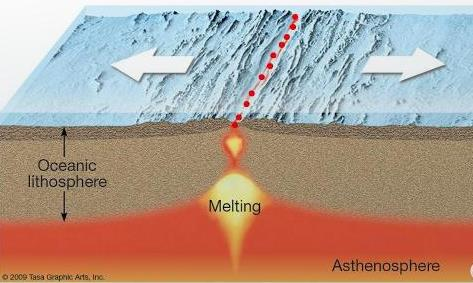 Oceanic
lithosphere
Melting
Asthenosphere
© 2009 Tasa Graphic Arts, Inc.